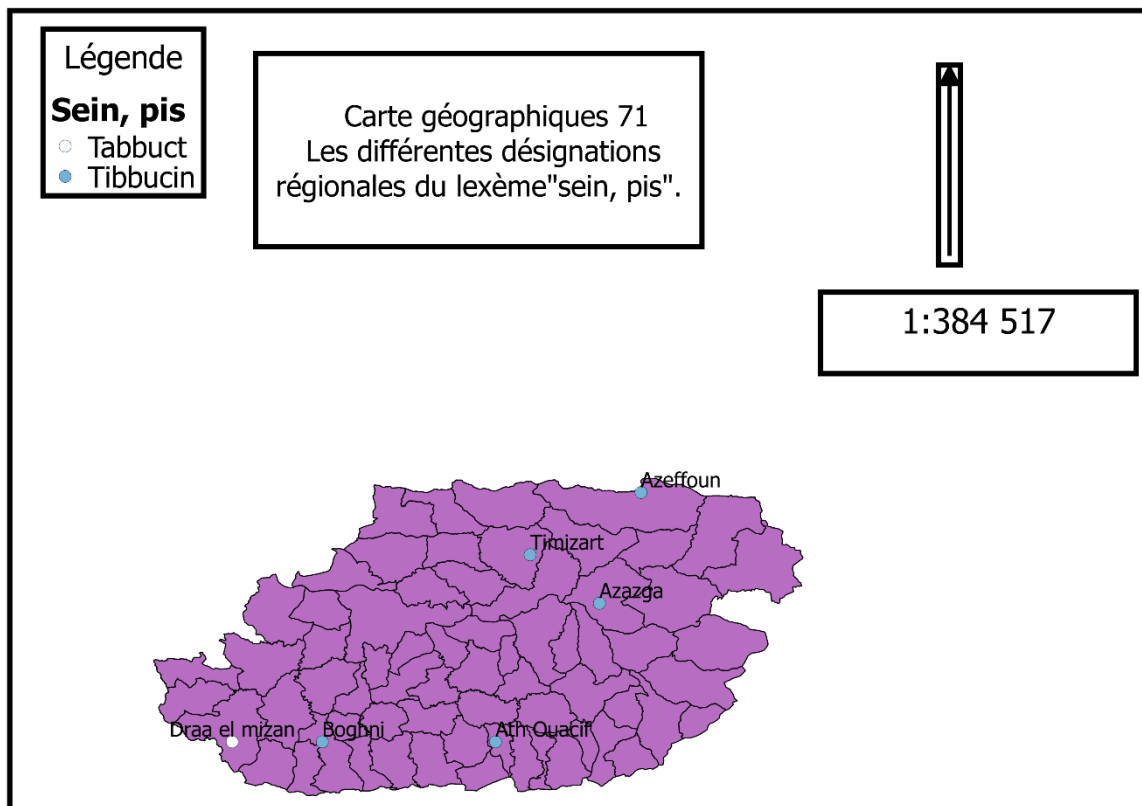 Légende
Sein, pis
Tabbuct
Tibbucin
Carte géographiques 71
Les différentes désignations
régionales du lexème"sein, pis".
1:384 517
Azeffoun
Timizart
Azazga
Draa el mizan
Boghni
Ath Ouacif